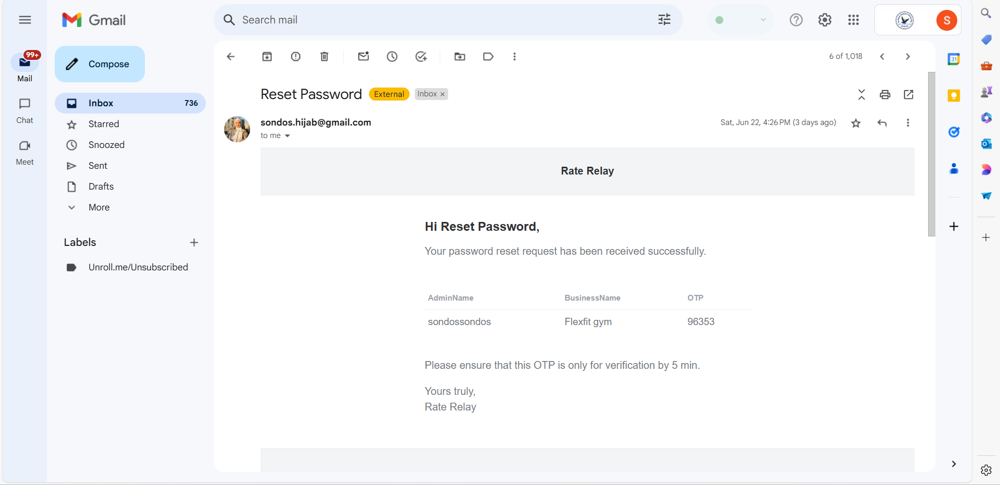 Gmail
Search mail
S
99+
Mail
Chat
Meet
Compose
Inbox 736
Starred
Snoozed
Sent
Drafts
More
Labels
Unroll.me/Unsubscribed
6 of 1,018
Reset Password External Inbox ×
sondos.hijab@gmail.com Sat, Jun 22, 4:26 PM (3 days ago)
to me
Rate Relay
Hi Reset Password,
Your password reset request has been received successfully.
AdminName BusinessName OTP
sondossondos Flexfit gym 96353
Please ensure that this OTP is only for verification by 5 min.
Yours truly,
Rate Relay
31